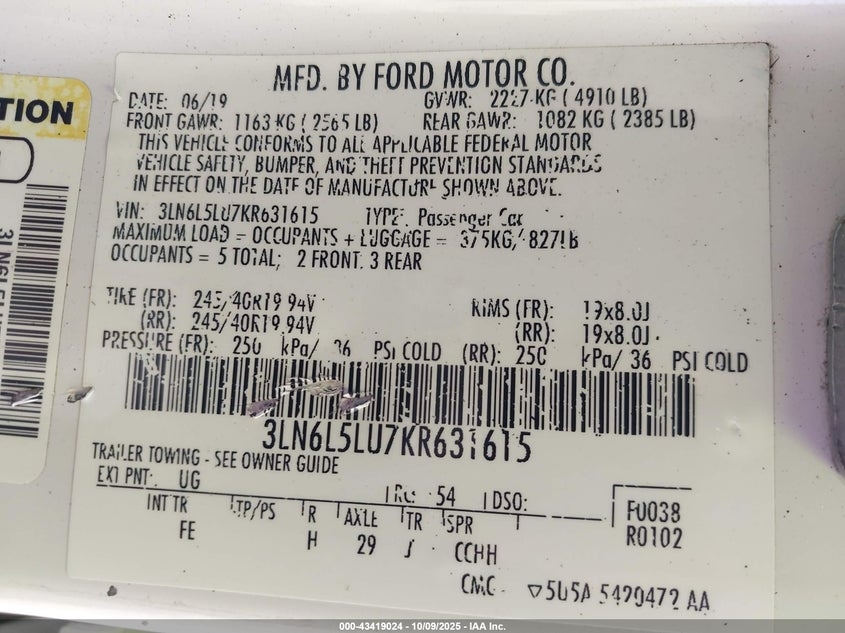 TION
MFD. BY FORD MOTOR CO.
DATE: 06/19 GVWR: 2227 KG ( 4910 LB)
FRONT GAWR: 1163 KG ( 2565 LB) REAR GAWR: 1082 KG ( 2385 LB)
THIS VEHICLE CONFORMS TO ALL APPLICABLE FEDERAL MOTOR
VEHICLE SAFETY, BUMPER, AND THEFT PREVENTION STANDARDS
IN EFFECT ON THE DATE OF MANUFACTURE SHOWN ABOVE.
VIN: 3LN6L5LU7KR631615 TYPE: Passenger Car
MAXIMUM LOAD = OCCUPANTS + LUGGAGE = 375KG/ 827LB
OCCUPANTS = 5 TOTAL; 2 FRONT. 3 REAR
TIRE (FR): 245/40R19 94V RIMS (FR): 19x8.0J
(RR): 245/40R19 94V (RR): 19x8.0J
PRESSURE (FR): 250 kPa/ 36 PSI COLD (RR): 250 kPa/ 36 PSI COLD
3LN6L5LU7KR631615
TRAILER TOWING - SEE OWNER GUIDE
EXT PNT: UG RC: 54 DSO: F0038
INT TR TP/PS R AXLE TR SPR R0102
FE H 29 J CCHH
CMC
000-43419024 - 10/09/2025 - IAA Inc.